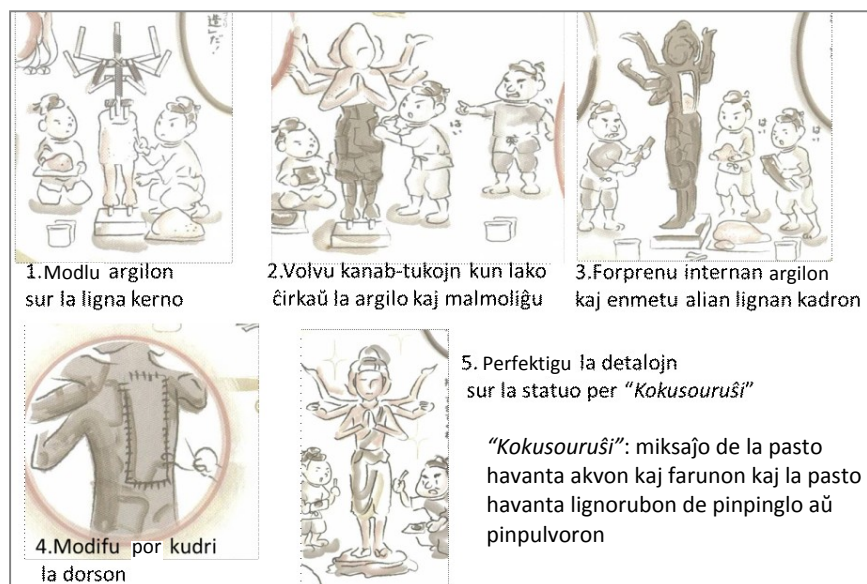 1.Modlu argilon
sur la ligna kerno
2.Volvu kanab-tukojn kun lako
ĉirkaŭ la argilo kaj malmoliĝu
3.Forprenu internan argilon
kaj enmetu alian lignan kadron
4.Modifu por kudri
la dorson
5. Perfektigu la detalojn
sur la statuo per “Kokusouruŝi”
“Kokusouruŝi”: miksaĵo de la pasto
havanta akvon kaj farunon kaj la pasto
havanta lignorubon de pinpinglo aŭ
pinpulvoron